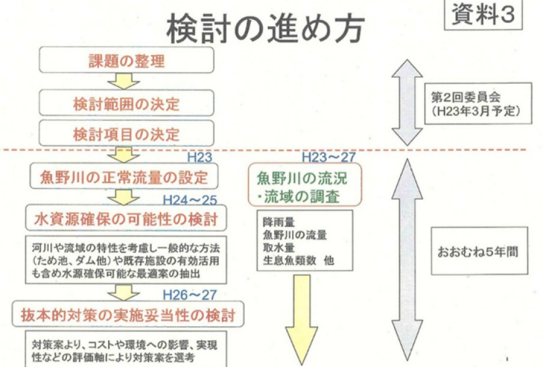 資料3
検討の進め方
課題の整理
検討範囲の決定
検討項目の決定
第2回委員会
(H23年3月予定)
H23
魚野川の正常流量の設定
H24～25
水資源確保の可能性の検討
河川や流域の特性を考慮し一般的な方法
(ため池、ダム他)や既存施設の有効活用
も含め水源確保可能な最適案の抽出
H26～27
抜本的対策の実施妥当性の検討
対策案より、コストや環境への影響、実現
性などの評価軸により対策案を選考
H23～27
魚野川の流況
・流域の調査
降雨量
魚野川の流量
取水量
生息魚類数 他
おおむね5年間